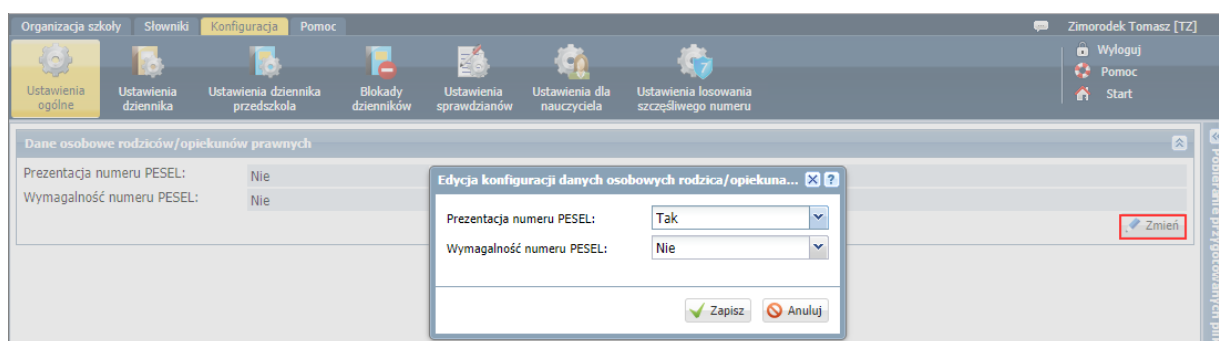 Organizacja szkoły Słowniki Konfiguracja Pomoc Zimorodek Tomasz [TZ]
Wyloguj
Pomoc
Start
Ustawienia ogólne
Ustawienia dziennika
Ustawienia dziennika przedszkola
Blokady dzienników
Ustawienia sprawdzianów
Ustawienia dla nauczyciela
Ustawienia losowania szczęśliwego numeru
7
Dane osobowe rodziców/opiekunów prawnych
Prezentacja numeru PESEL: Nie
Wymagalność numeru PESEL: Nie
Zmień
Edycja konfiguracji danych osobowych rodzica/opiekuna...
Prezentacja numeru PESEL: Tak
Wymagalność numeru PESEL: Nie
Zapisz Anuluj
Pobieranie przygotowanych